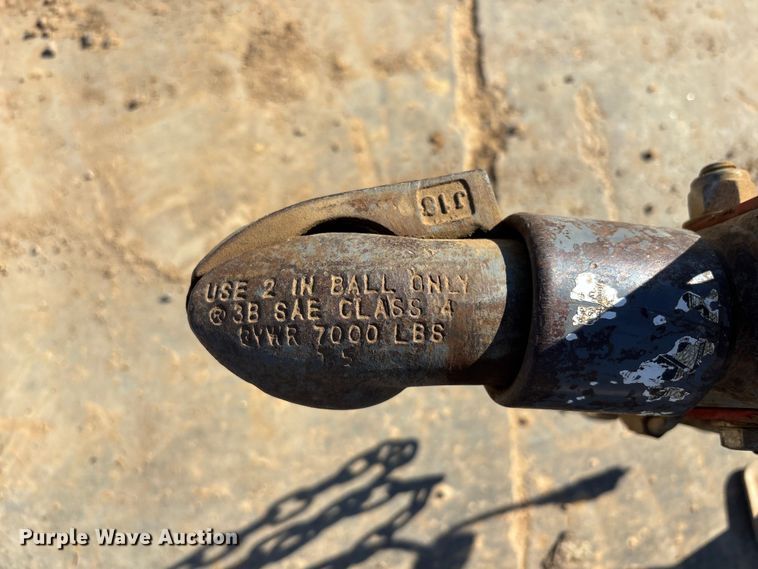 J18
USE 2 IN BALL ONLY
® 3B SAE CLASS 4
GVWR 7000 LBS
Purple Wave Auction